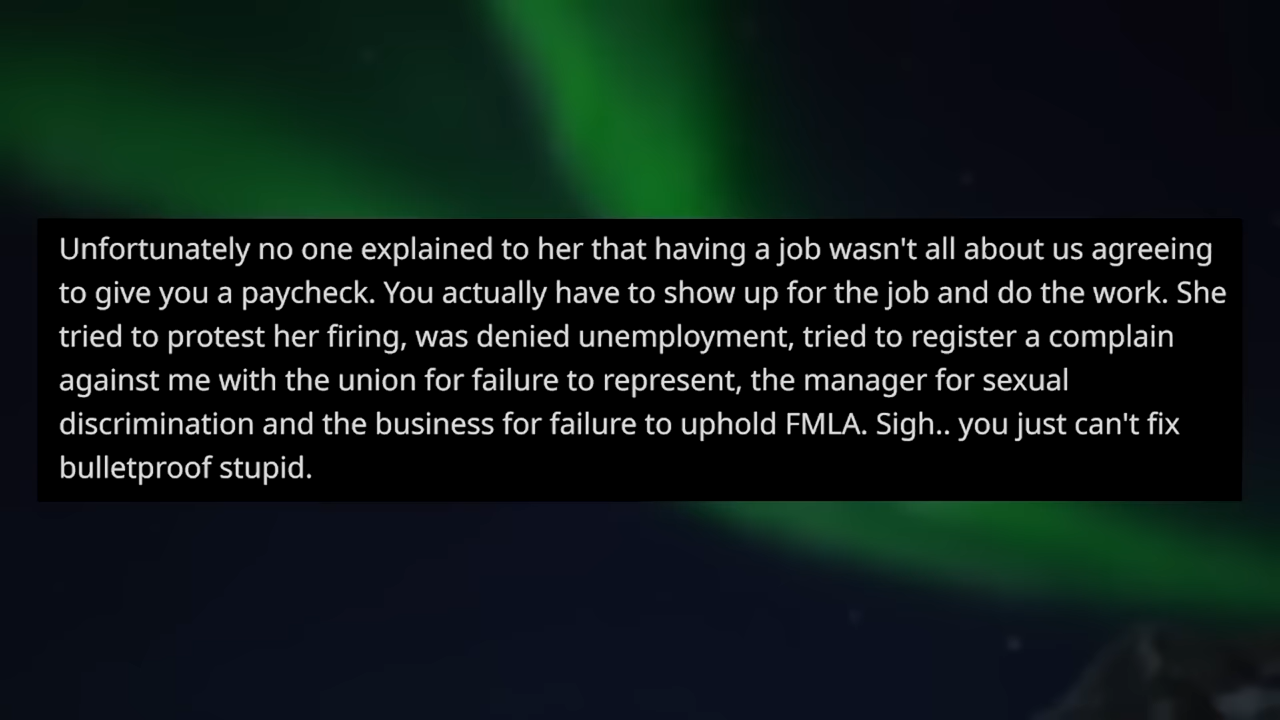 Unfortunately no one explained to her that having a job wasn't all about us agreeing
to give you a paycheck. You actually have to show up for the job and do the work. She
tried to protest her firing, was denied unemployment, tried to register a complain
against me with the union for failure to represent, the manager for sexual
discrimination and the business for failure to uphold FMLA. Sigh.. you just can't fix
bulletproof stupid.